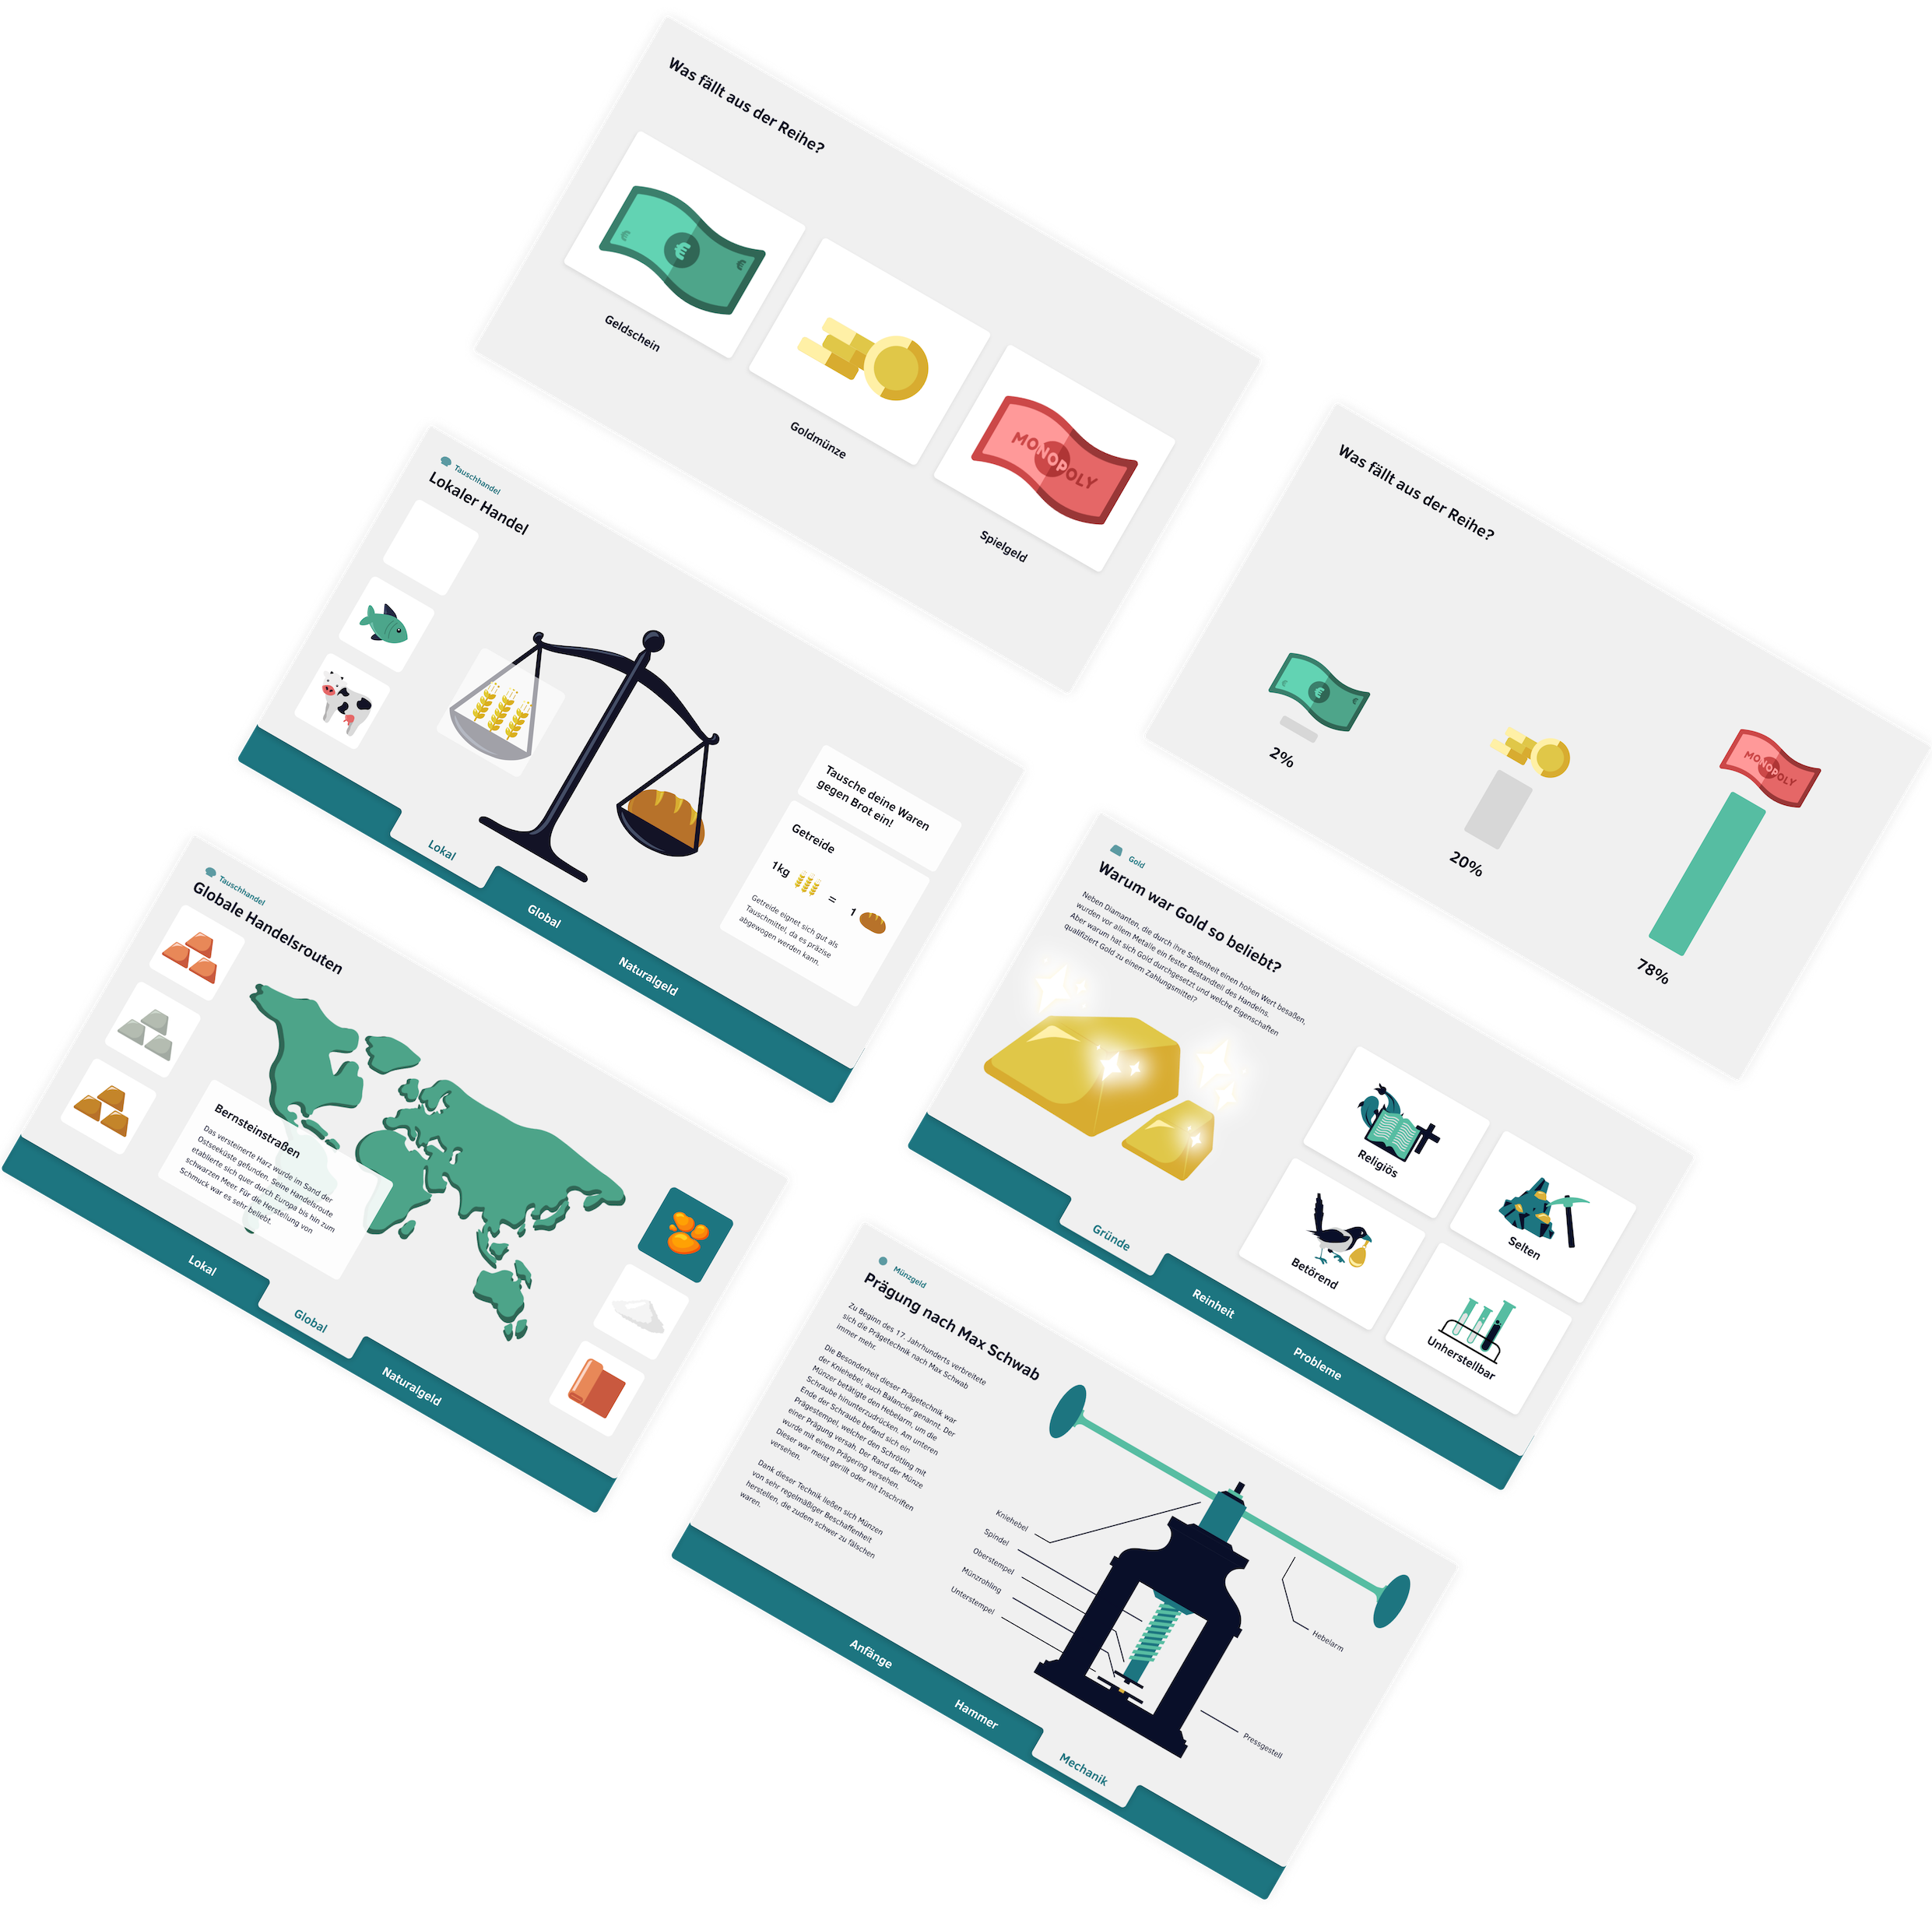 Was fällt aus der Reihe?
€
€
€
MONOPOLY
Geldschein
Goldmünze
Spielgeld
Was fällt aus der Reihe?
€
MONOPOLY
2%
20%
78%
Tauschhandel
Lokaler Handel
Tausche deine Waren
gegen Brot ein!
Getreide
1kg = 1
Getreide eignet sich gut als
Tauschmittel, da es präzise
abgewogen werden kann.
Lokal
Global
Naturalgeld
Gold
Warum war Gold so beliebt?
Neben Diamanten, die durch ihre Seltenheit einen hohen Wert besaßen,
wurden vor allem Metalle ein fester Bestandteil des Handelns.
Aber warum hat sich Gold durchgesetzt und welche Eigenschaften
qualifiziert Gold zu einem Zahlungsmittel?
Religiös
Selten
Betörend
Unherstellbar
Gründe
Reinheit
Probleme
Tauschhandel
Globale Handelsrouten
Bernsteinstraßen
Das versteinerte Harz wurde im Sand der
Ostseeküste gefunden. Seine Handelsroute
etablierte sich quer durch Europa bis hin zum
schwarzen Meer. Für die Herstellung von
Schmuck war es sehr beliebt.
Lokal
Global
Naturalgeld
Münzgeld
Prägung nach Max Schwab
Zu Beginn des 17. Jahrhunderts verbreitete
sich die Prägetechnik nach Max Schwab
immer mehr.
Die Besonderheit dieser Prägetechnik war
der Kniehebel, auch Balancier genannt. Der
Münzer betätigte den Hebelarm, um die
Schraube hinunterzudrücken. Am unteren
Ende der Schraube befand sich ein
Prägestempel, welcher den Schrötling mit
einer Prägung versah. Der Rand der Münze
wurde mit einem Prägering versehen.
Dieser war meist gerillt oder mit Inschriften
versehen.
Dank dieser Technik ließen sich Münzen
von sehr regelmäßiger Beschaffenheit
herstellen, die zudem schwer zu fälschen
waren.
Kniehebel
Spindel
Oberstempel
Münzrohling
Unterstempel
Hebelarm
Pressgestell
Anfänge
Hammer
Mechanik